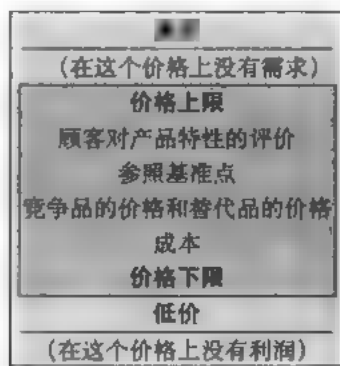 (在这个价格上没有需求)
价格上限
顾客对产品特性的评价
参照基准点
竞争品的价格和替代品的价格
成本
价格下限
低价
(在这个价格上没有利润)